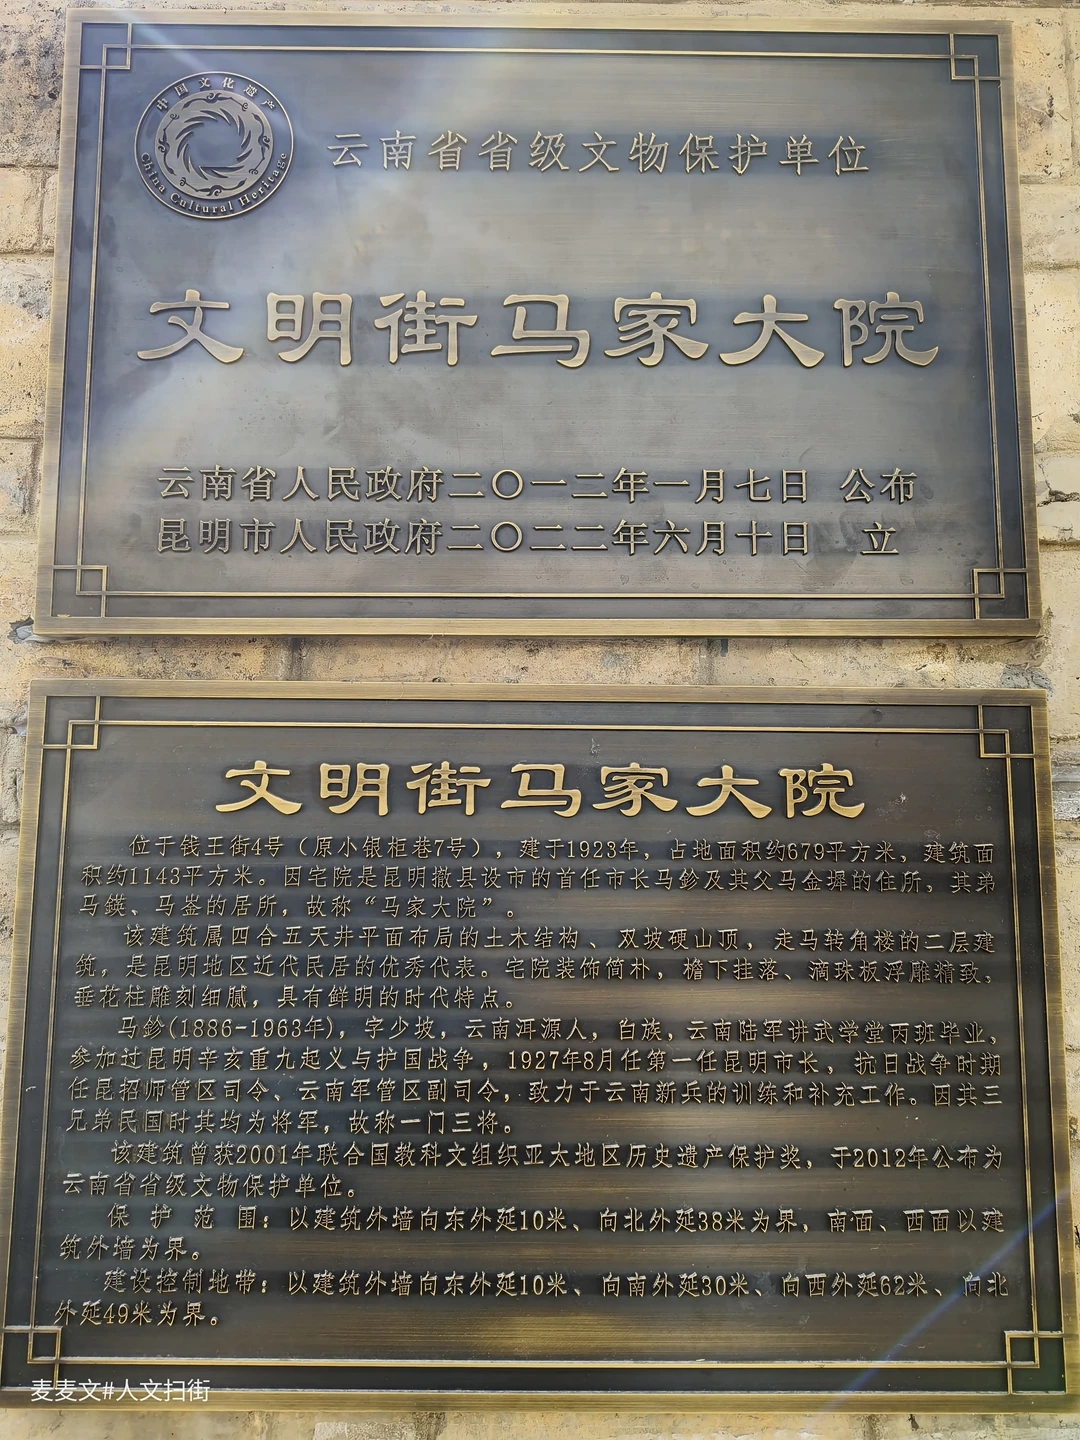 中国文化遗产
China Cultural Heritage
云南省省级文物保护单位
文明街马家大院
云南省人民政府二〇一二年一月七日 公布
昆明市人民政府二〇二二年六月十日 立
文明街马家大院
位于钱王街4号（原小银柜巷7号），建于1923年，占地面积约679平方米，建筑面
积约1143平方米。因宅院是昆明撤县设市的首任市长马鉁及其父马金墀的住所，其弟
马鍈、马崟的居所，故称“马家大院”。
该建筑属四合五天井平面布局的土木结构、双坡硬山顶，走马转角楼的二层建
筑，是昆明地区近代民居的优秀代表。宅院装饰简朴，檐下挂落、滴珠板浮雕精致，
垂花柱雕刻细腻，具有鲜明的时代特点。
马鉁(1886-1963年)，字少坡，云南洱源人，白族，云南陆军讲武学堂丙班毕业，
参加过昆明辛亥重九起义与护国战争，1927年8月任第一任昆明市长，抗日战争时期
任昆招师管区司令、云南军管区副司令，致力于云南新兵的训练和补充工作。因其三
兄弟民国时其均为将军，故称一门三将。
该建筑曾获2001年联合国教科文组织亚太地区历史遗产保护奖，于2012年公布为
云南省省级文物保护单位。
保护范围：以建筑外墙向东外延10米、向北外延38米为界，南面、西面以建
筑外墙为界。
建设控制地带：以建筑外墙向东外延10米、向南外延30米、向西外延62米、向北
外延49米为界。
麦麦文#人文扫街